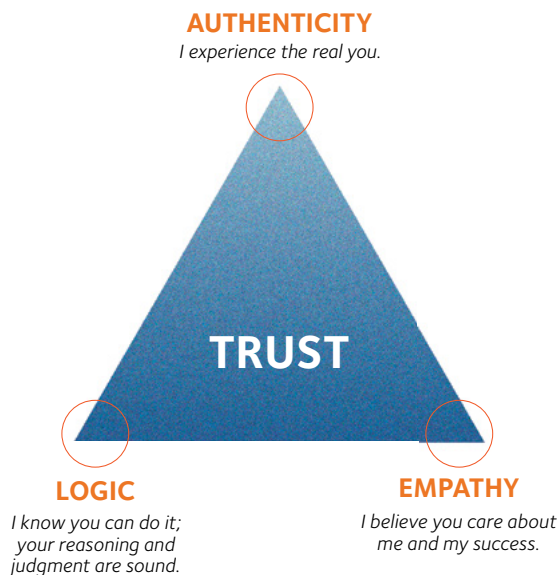 AUTHENTICITY
I experience the real you.
TRUST
LOGIC
I know you can do it;
your reasoning and
judgment are sound.
EMPATHY
I believe you care about
me and my success.